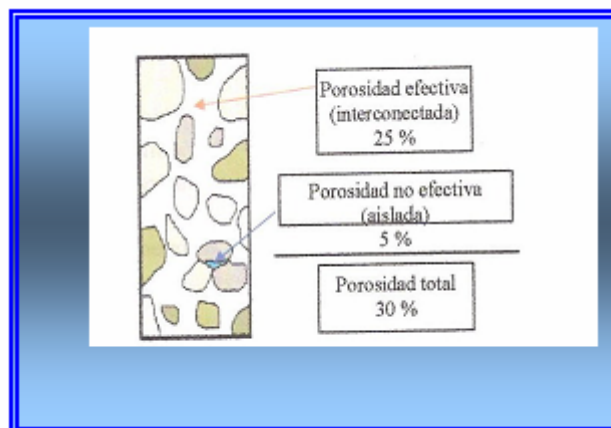 Porosidad efectiva
(interconectada)
25 %
Porosidad no efectiva
(aislada)
5 %
Porosidad total
30 %